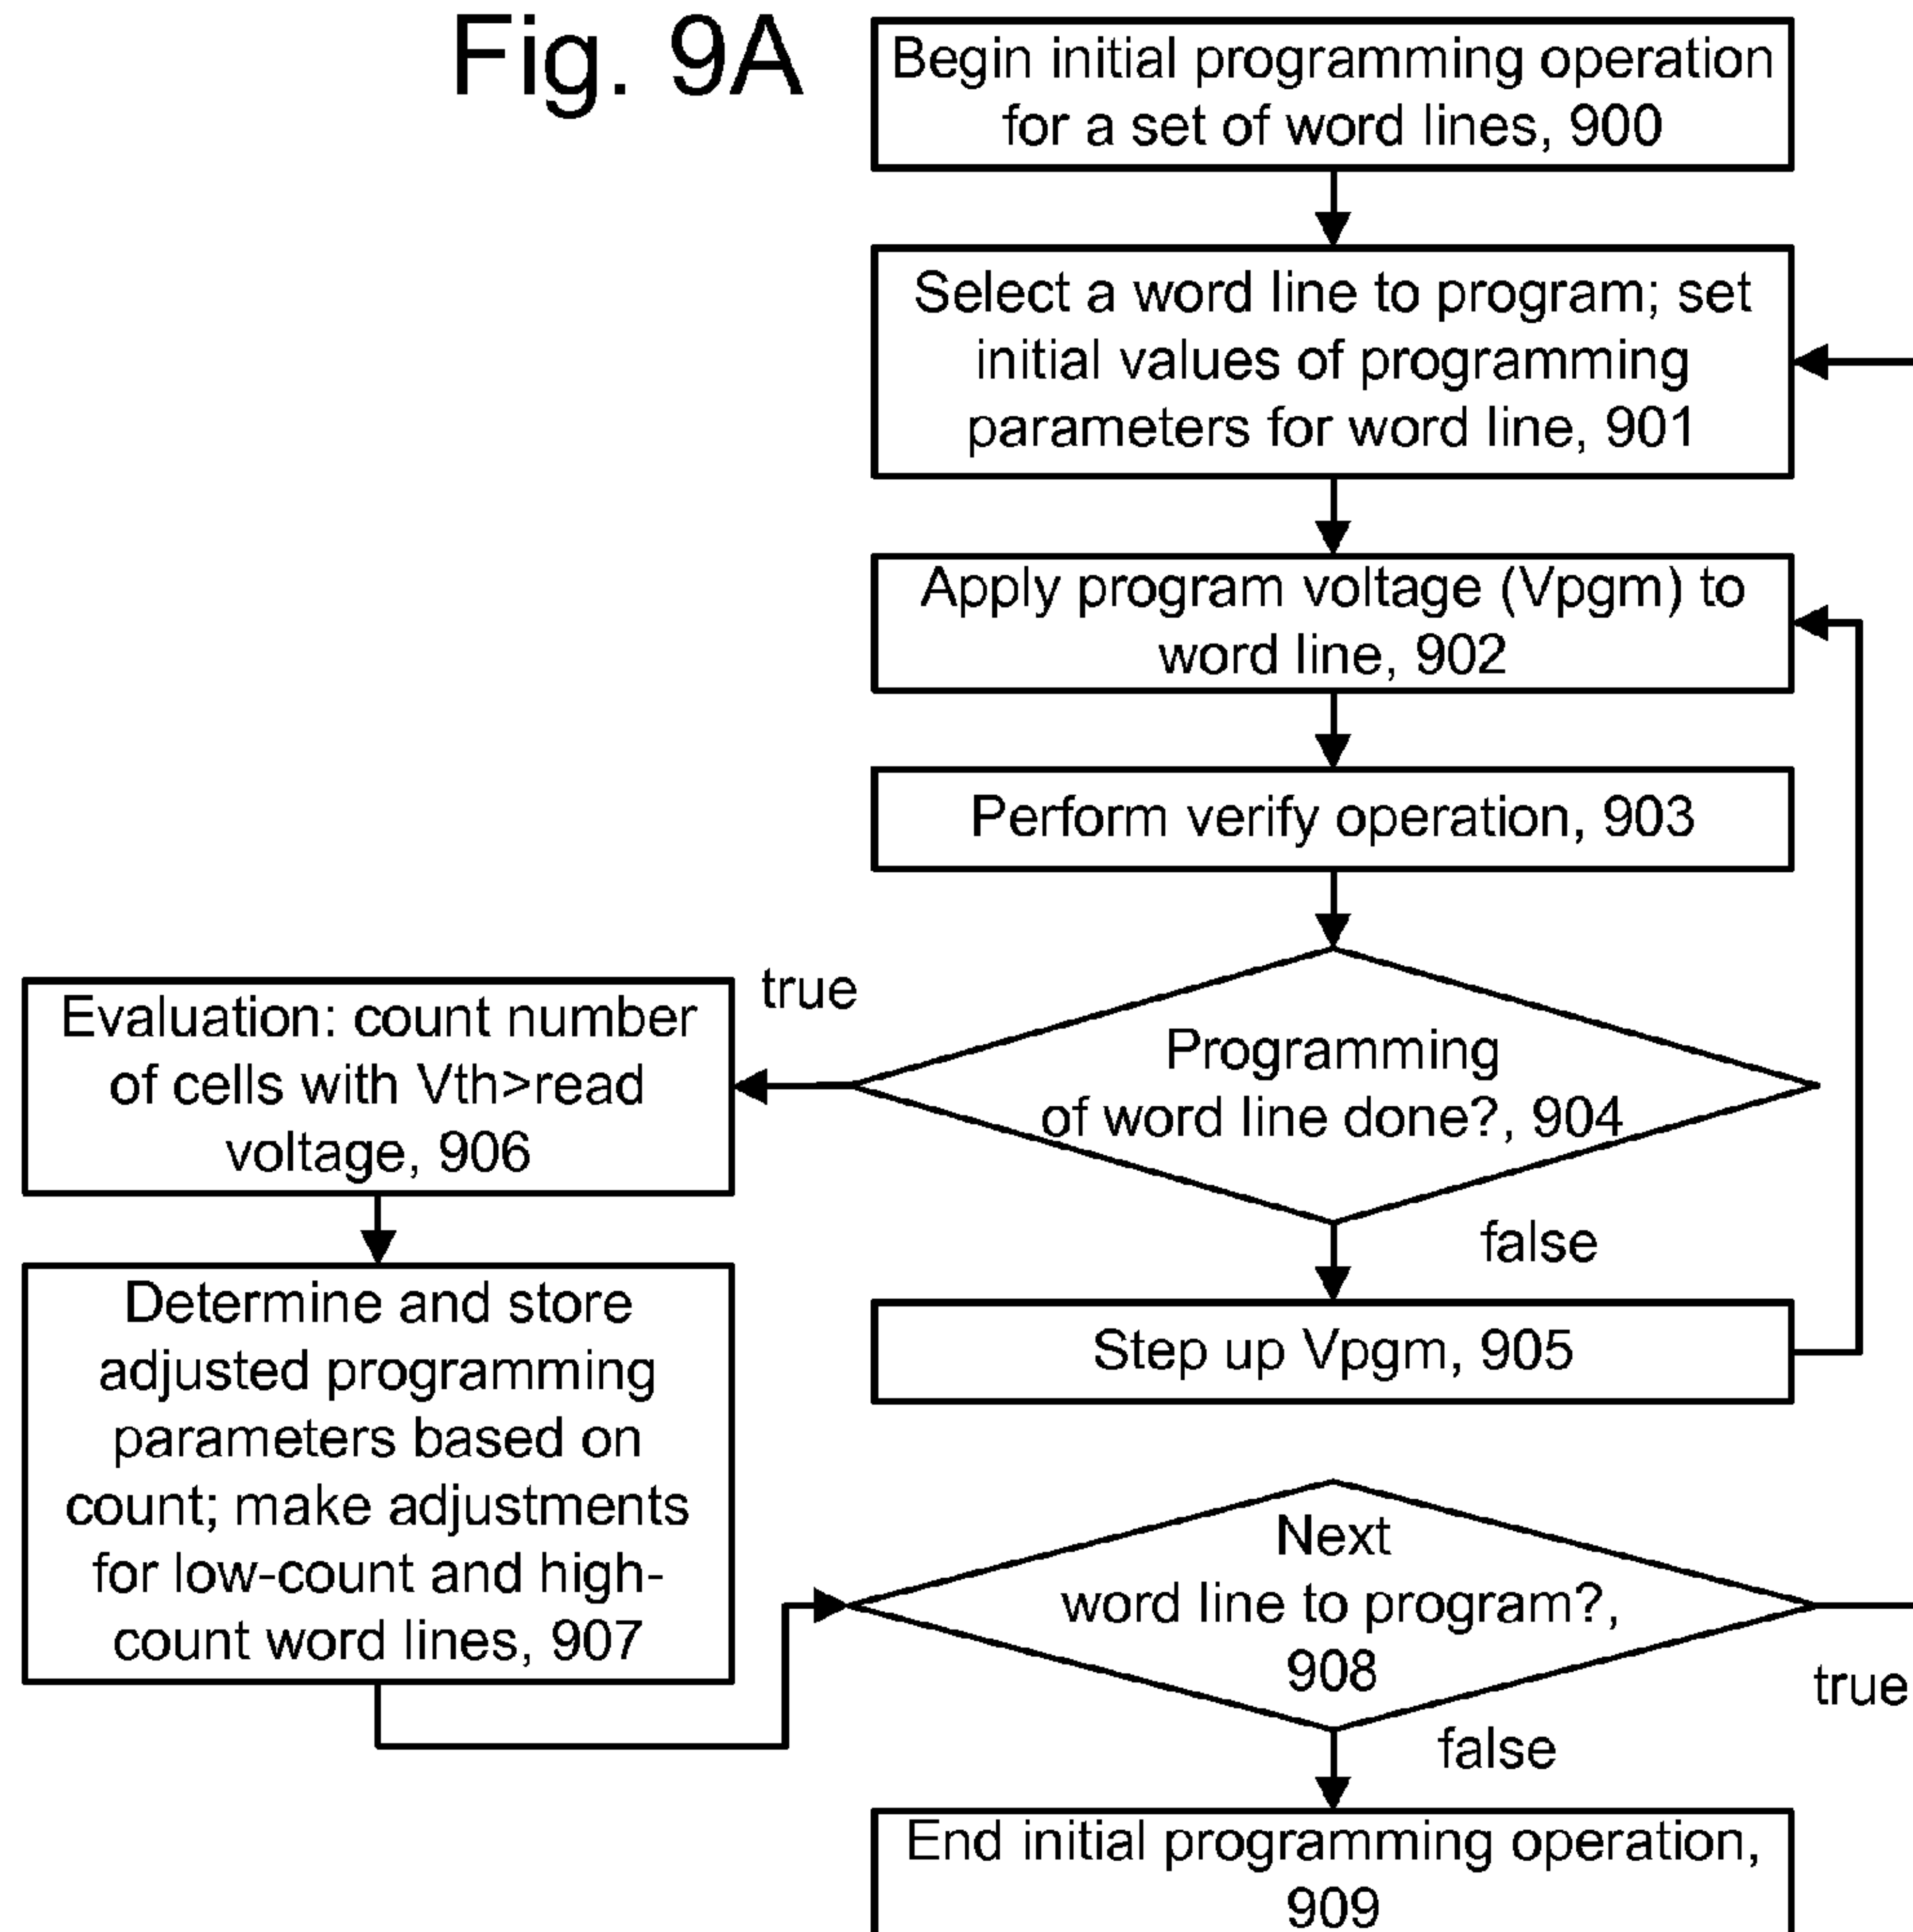 Fig. 9A
Begin initial programming operation
for a set of word lines, 900
Select a word line to program; set
initial values of programming
parameters for word line, 901
Apply program voltage (Vpgm) to
word line, 902
Perform verify operation, 903
Programming
of word line done?, 904
true
false
Evaluation: count number
of cells with Vth>read
voltage, 906
Step up Vpgm, 905
Determine and store
adjusted programming
parameters based on
count; make adjustments
for low-count and high-
count word lines, 907
Next
word line to program?,
908
true
false
End initial programming operation,
909